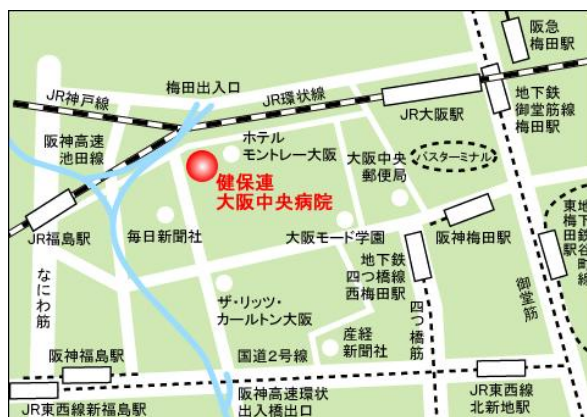 阪急
梅田駅
梅田出入口
JR神戸線
JR環状線
地下鉄
御堂筋線
梅田駅
JR大阪駅
阪神高速
池田線
ホテル
モントレー大阪
大阪中央
郵便局
バスターミナル
健保連
大阪中央病院
JR福島駅
毎日新聞社
大阪モード学園
阪神梅田駅
地下鉄
四つ橋線
西梅田駅
地下鉄谷町線
東梅田駅
なにわ筋
ザ・リッツ・
カールトン大阪
御堂筋
四つ橋筋
産経
新聞社
阪神福島駅
国道2号線
JR東西線新福島駅
阪神高速環状
出入橋出口
JR東西線
北新地駅